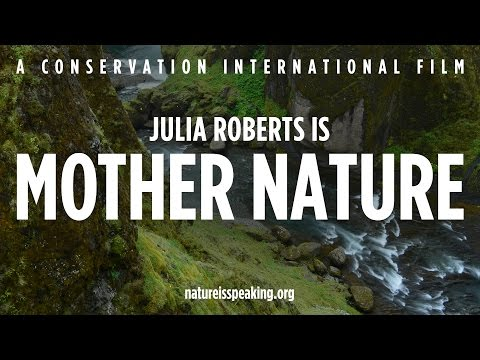 A CONSERVATION INTERNATIONAL FILM
JULIA ROBERTS IS
MOTHER NATURE
natureisspeaking.org